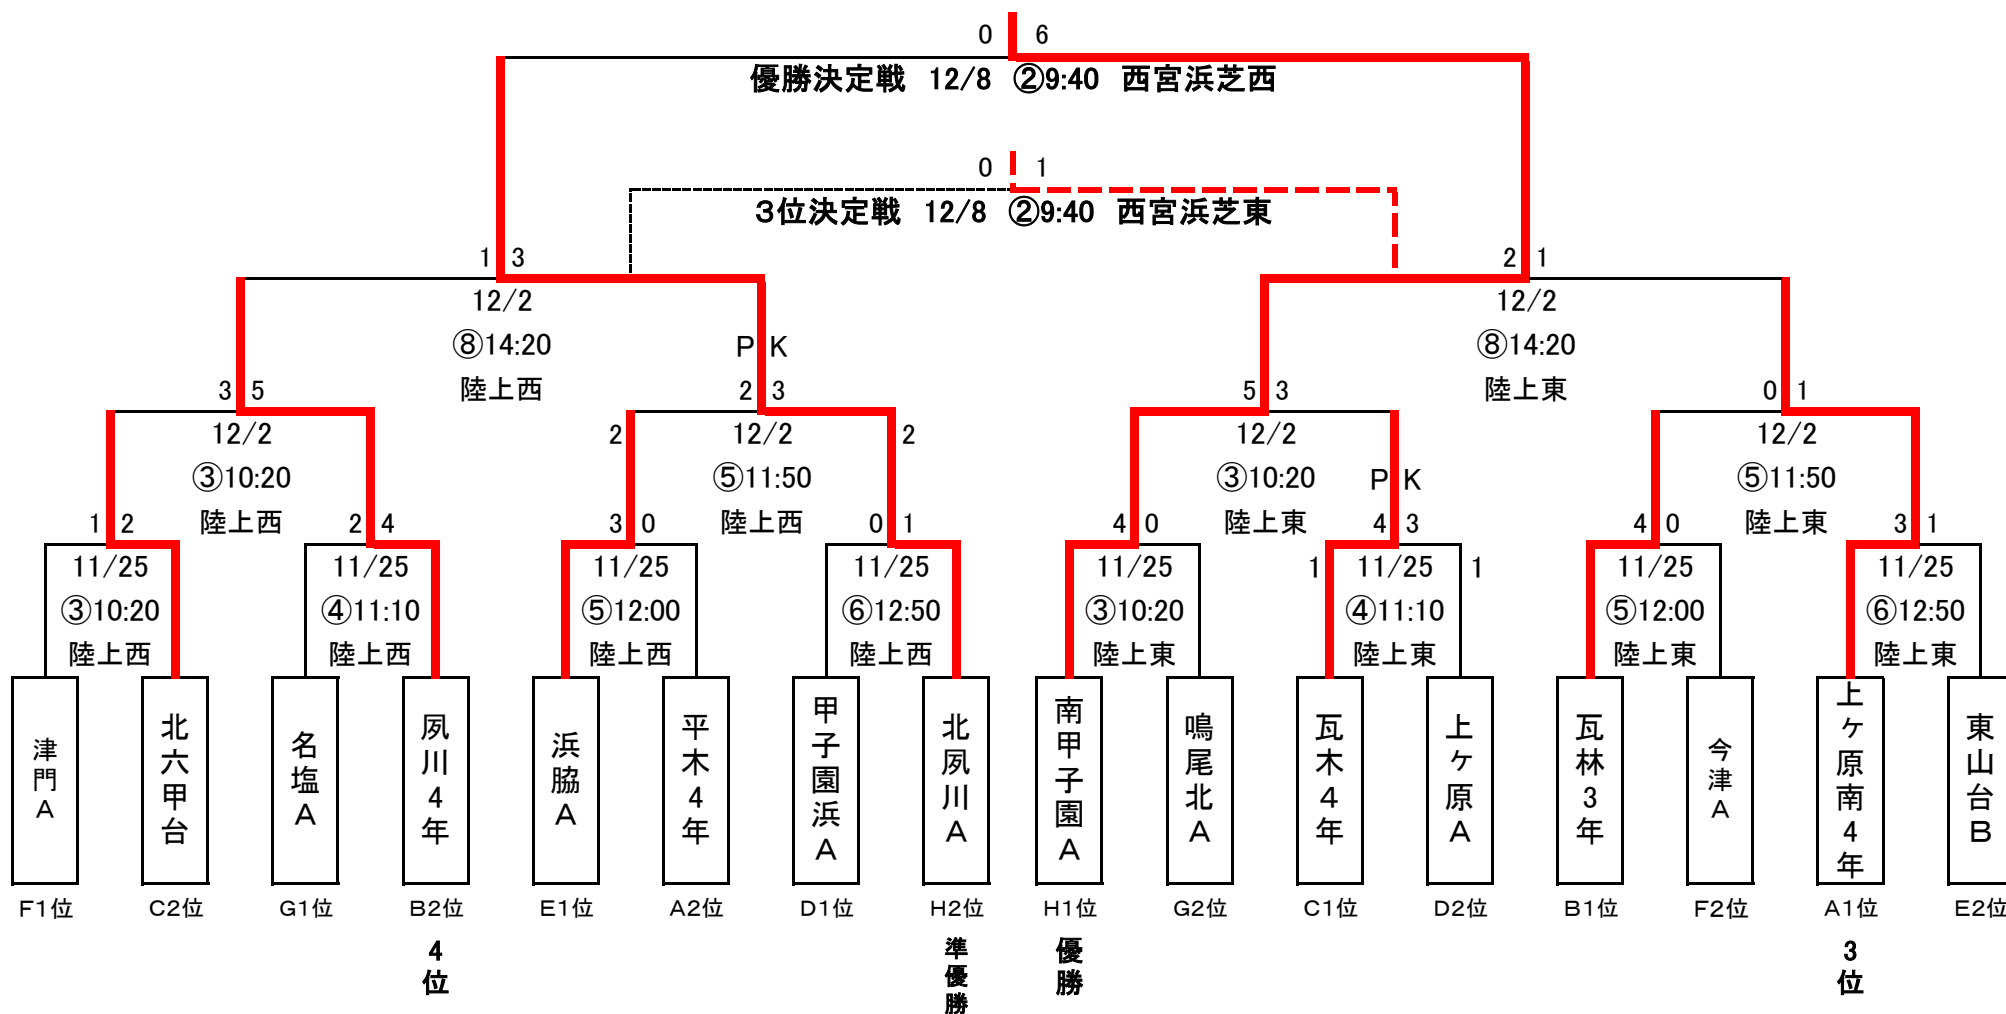 0 6
優勝決定戦 12/8 ②9:40 西宮浜芝西
0 1
3位決定戦 12/8 ②9:40 西宮浜芝東
1 3
2 1
12/2
⑧14:20
陸上西
12/2
⑧14:20
陸上東
3 5
12/2
③10:20
陸上西
PK
2 3
2 2
12/2
⑤11:50
陸上西
5 3
12/2
③10:20
陸上東
0 1
12/2
⑤11:50
陸上東
1 2
11/25
③10:20
陸上西
2 4
11/25
④11:10
陸上西
3 0
11/25
⑤12:00
陸上西
0 1
11/25
⑥12:50
陸上西
4 0
11/25
③10:20
陸上東
PK
4 3
1 1
11/25
④11:10
陸上東
4 0
11/25
⑤12:00
陸上東
3 1
11/25
⑥12:50
陸上東
津門A
北六甲台
名塩A
夙川4年
浜脇A
平木4年
甲子園浜A
北夙川A
南甲子園A
鳴尾北A
瓦木4年
上ヶ原A
瓦林3年
今津A
上ヶ原南4年
東山台B
F1位
C2位
G1位
B2位
E1位
A2位
D1位
H2位
H1位
G2位
C1位
D2位
B1位
F2位
A1位
E2位
4位
準優勝
優勝
3位